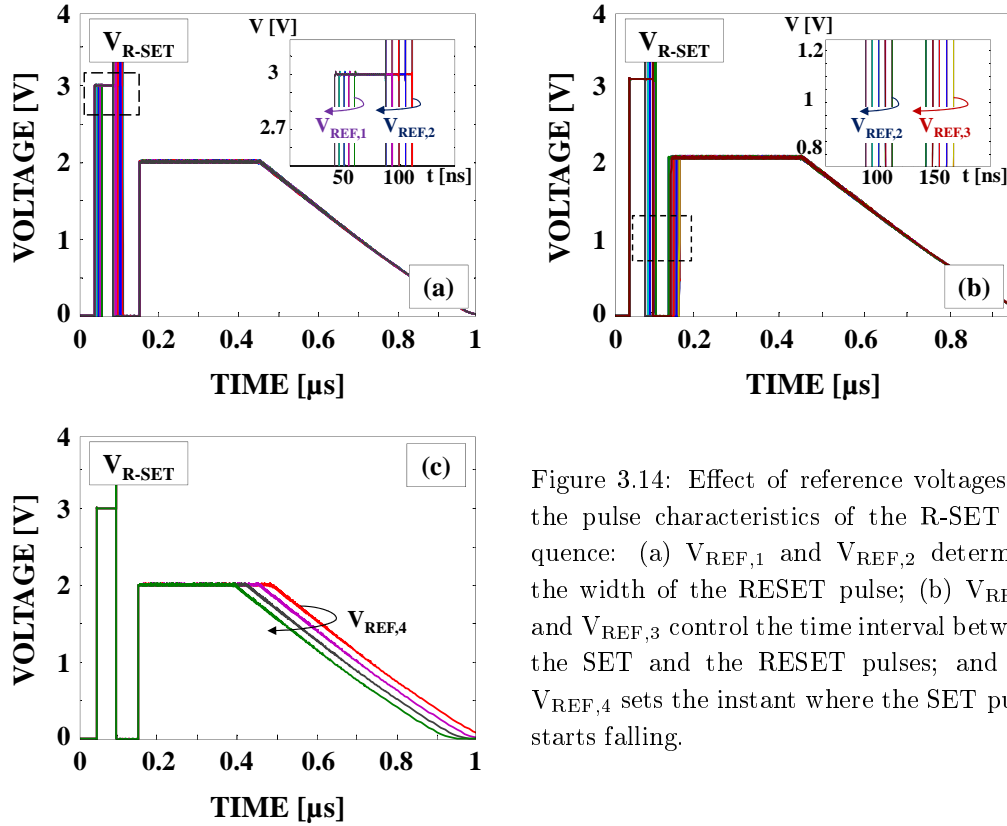 4
3
2
1
0
VOLTAGE [V]
V_R-SET
V [V]
3
2.7
V_REF,1
V_REF,2
50
100
t [ns]
(a)
0 0.2 0.4 0.6 0.8 1
TIME [µs]
4
3
2
1
0
VOLTAGE [V]
V_R-SET
V [V]
1.2
1
0.8
V_REF,2
V_REF,3
100
150
t [ns]
(b)
0 0.2 0.4 0.6 0.8
TIME [µs]
4
3
2
1
0
VOLTAGE [V]
V_R-SET
(c)
V_REF,4
0 0.2 0.4 0.6 0.8 1
TIME [µs]
Figure 3.14: Effect of reference voltages
the pulse characteristics of the R-SET
quence: (a) V_REF,1 and V_REF,2 determ
the width of the RESET pulse; (b) V_REF
and V_REF,3 control the time interval betw
the SET and the RESET pulses; and
V_REF,4 sets the instant where the SET pu
starts falling.